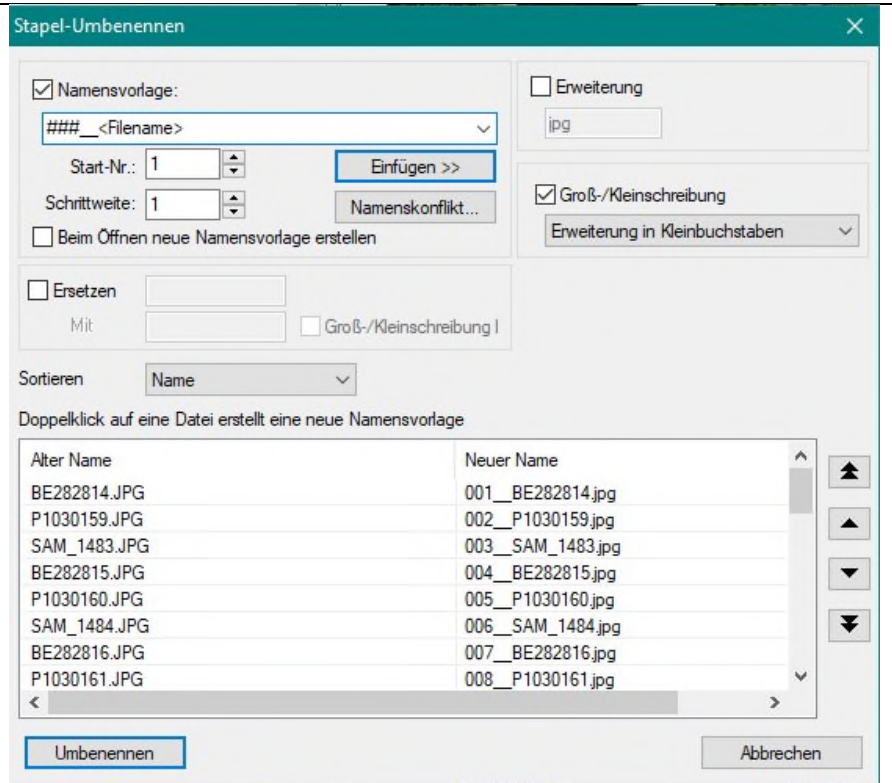 Stapel-Umbenennen
Namensvorlage:
###__<Filename>
Start-Nr.: 1
Einfügen >>
Schrittweite: 1
Namenskonflikt...
Beim Öffnen neue Namensvorlage erstellen
Erweiterung
jpg
Groß-/Kleinschreibung
Erweiterung in Kleinbuchstaben
Ersetzen
Mit
Groß-/Kleinschreibung l
Sortieren Name
Doppelklick auf eine Datei erstellt eine neue Namensvorlage
Alter Name Neuer Name
BE282814.JPG 001__BE282814.jpg
P1030159.JPG 002__P1030159.jpg
SAM_1483.JPG 003__SAM_1483.jpg
BE282815.JPG 004__BE282815.jpg
P1030160.JPG 005__P1030160.jpg
SAM_1484.JPG 006__SAM_1484.jpg
BE282816.JPG 007__BE282816.jpg
P1030161.JPG 008__P1030161.jpg
Umbenennen Abbrechen